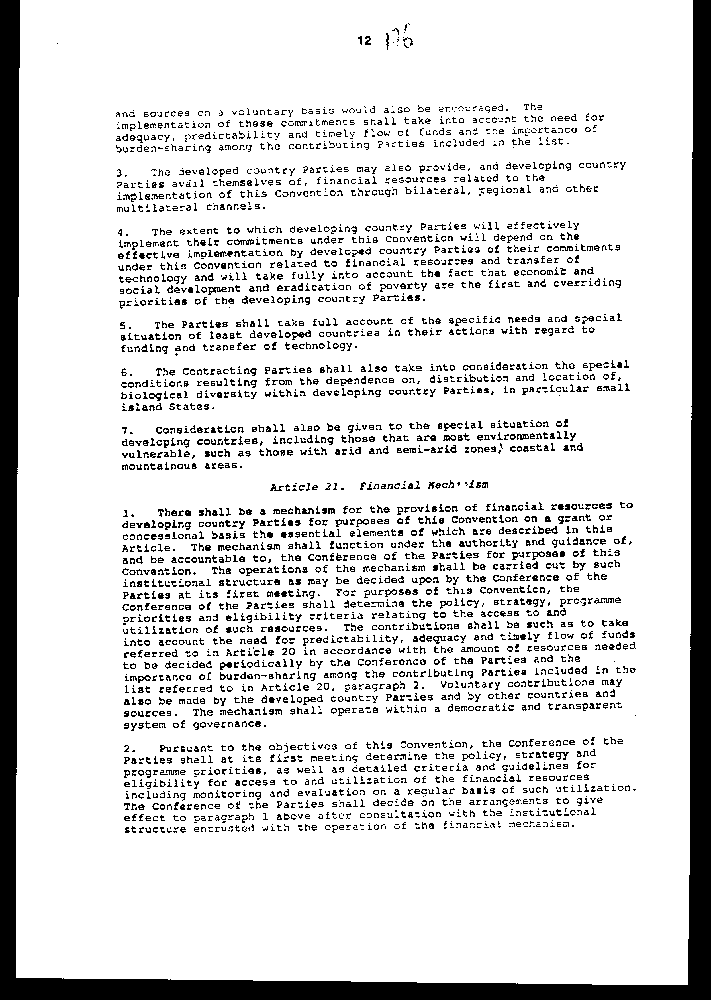 12
and sources on a voluntary basis would also be encouraged. The
implementation of these commitments shall take into account the need for
adequacy, predictability and timely flow of funds and the importance of
burden-sharing among the contributing Parties included in the list.
3. The developed country Parties may also provide, and developing country
Parties avail themselves of, financial resources related to the
implementation of this Convention through bilateral, regional and other
multilateral channels.
4. The extent to which developing country Parties will effectively
implement their commitments under this Convention will depend on the
effective implementation by developed country Parties of their commitments
under this Convention related to financial resources and transfer of
technology and will take fully into account the fact that economic and
social development and eradication of poverty are the first and overriding
priorities of the developing country Parties.
5. The Parties shall take full account of the specific needs and special
situation of least developed countries in their actions with regard to
funding and transfer of technology.
6. The Contracting Parties shall also take into consideration the special
conditions resulting from the dependence on, distribution and location of,
biological diversity within developing country Parties, in particular small
island States.
7. Consideration shall also be given to the special situation of
developing countries, including those that are most environmentally
vulnerable, such as those with arid and semi-arid zones, coastal and
mountainous areas.
Article 21. Financial Mechanism
1. There shall be a mechanism for the provision of financial resources to
developing country Parties for purposes of this Convention on a grant or
concessional basis the essential elements of which are described in this
Article. The mechanism shall function under the authority and guidance of,
and be accountable to, the Conference of the Parties for purposes of this
Convention. The operations of the mechanism shall be carried out by such
institutional structure as may be decided upon by the Conference of the
Parties at its first meeting. For purposes of this Convention, the
Conference of the Parties shall determine the policy, strategy, programme
priorities and eligibility criteria relating to the access to and
utilization of such resources. The contributions shall be such as to take
into account the need for predictability, adequacy and timely flow of funds
referred to in Article 20 in accordance with the amount of resources needed
to be decided periodically by the Conference of the Parties and the
importance of burden-sharing among the contributing Parties included in the
list referred to in Article 20, paragraph 2. Voluntary contributions may
also be made by the developed country Parties and by other countries and
sources. The mechanism shall operate within a democratic and transparent
system of governance.
2. Pursuant to the objectives of this Convention, the Conference of the
Parties shall at its first meeting determine the policy, strategy and
programme priorities, as well as detailed criteria and guidelines for
eligibility for access to and utilization of the financial resources
including monitoring and evaluation on a regular basis of such utilization.
The Conference of the Parties shall decide on the arrangements to give
effect to paragraph 1 above after consultation with the institutional
structure entrusted with the operation of the financial mechanism.